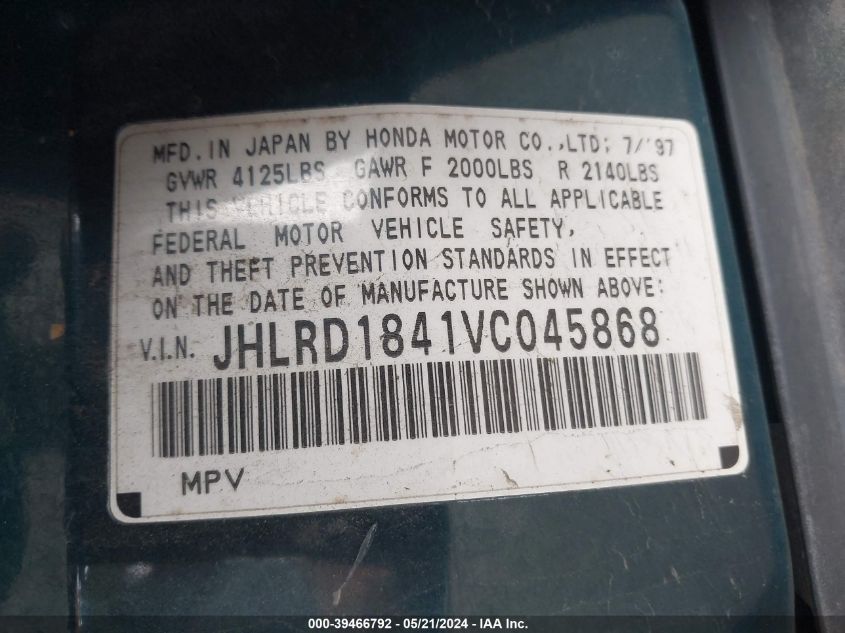 MFD. IN JAPAN BY HONDA MOTOR CO.,LTD; 7/'97
GVWR 4125LBS GAWR F 2000LBS R 2140LBS
THIS VEHICLE CONFORMS TO ALL APPLICABLE
FEDERAL MOTOR VEHICLE SAFETY,
AND THEFT PREVENTION STANDARDS IN EFFECT
ON THE DATE OF MANUFACTURE SHOWN ABOVE:
V.I.N. JHLRD1841VC045868
MPV
000-39466792 - 05/21/2024 - IAA Inc.